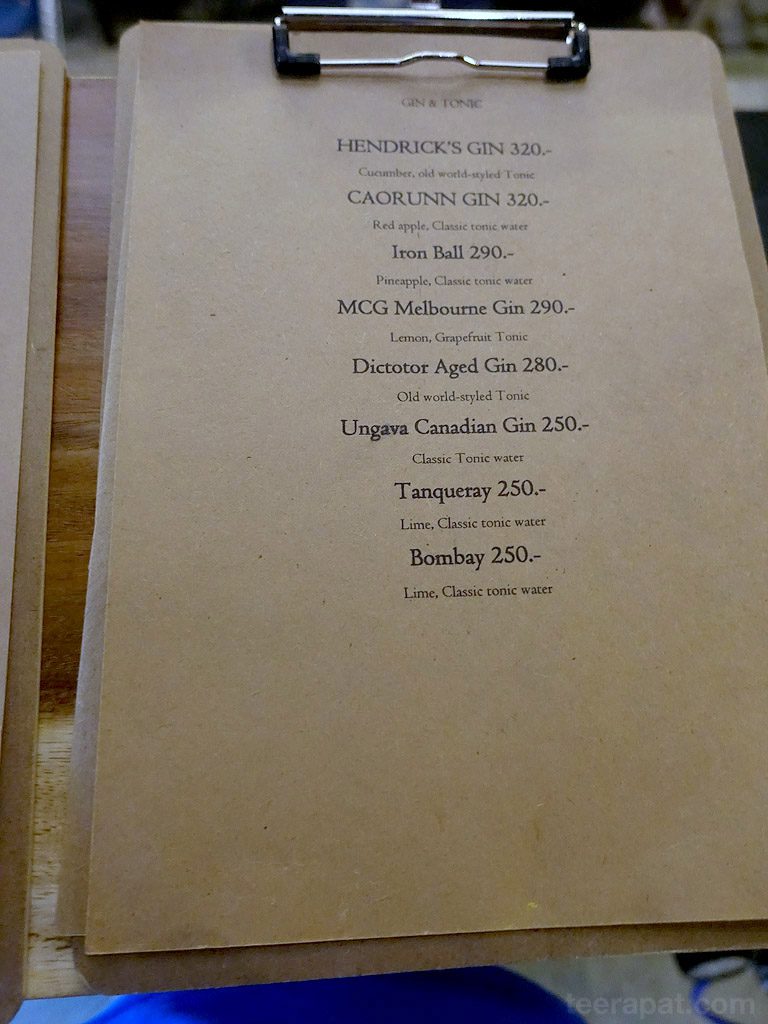 GIN & TONIC
HENDRICK'S GIN 320.-
Cucumber, old world-styled Tonic
CAORUNN GIN 320.-
Red apple, Classic tonic water
Iron Ball 290.-
Pineapple, Classic tonic water
MCG Melbourne Gin 290.-
Lemon, Grapefruit Tonic
Dictotor Aged Gin 280.-
Old world-styled Tonic
Ungava Canadian Gin 250.-
Classic Tonic water
Tanqueray 250.-
Lime, Classic tonic water
Bombay 250.-
Lime, Classic tonic water
teerapat.com